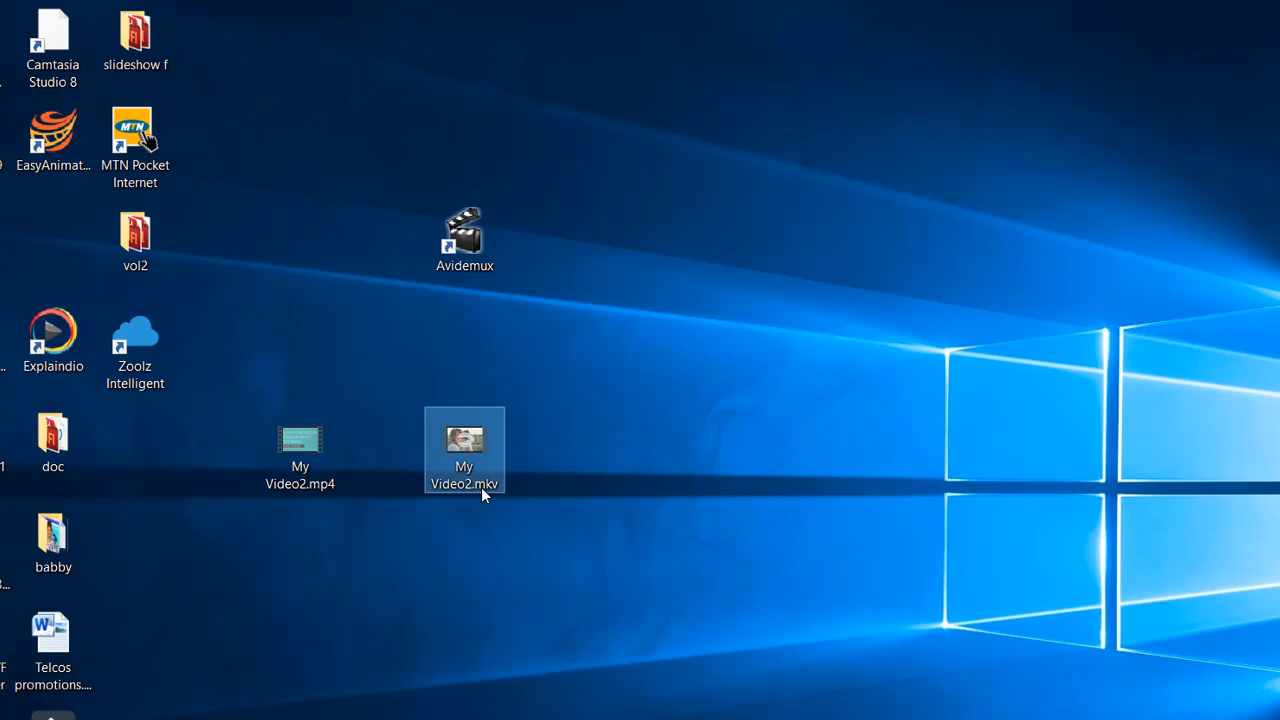 Camtasia
Studio 8
slideshow f
EasyAnimat...
MTN
MTN Pocket
Internet
vol2
Avidemux
Explaindio
Zoolz
Intelligent
doc
My
Video2.mp4
My
Video2.mkv
babby
Telcos
promotions....